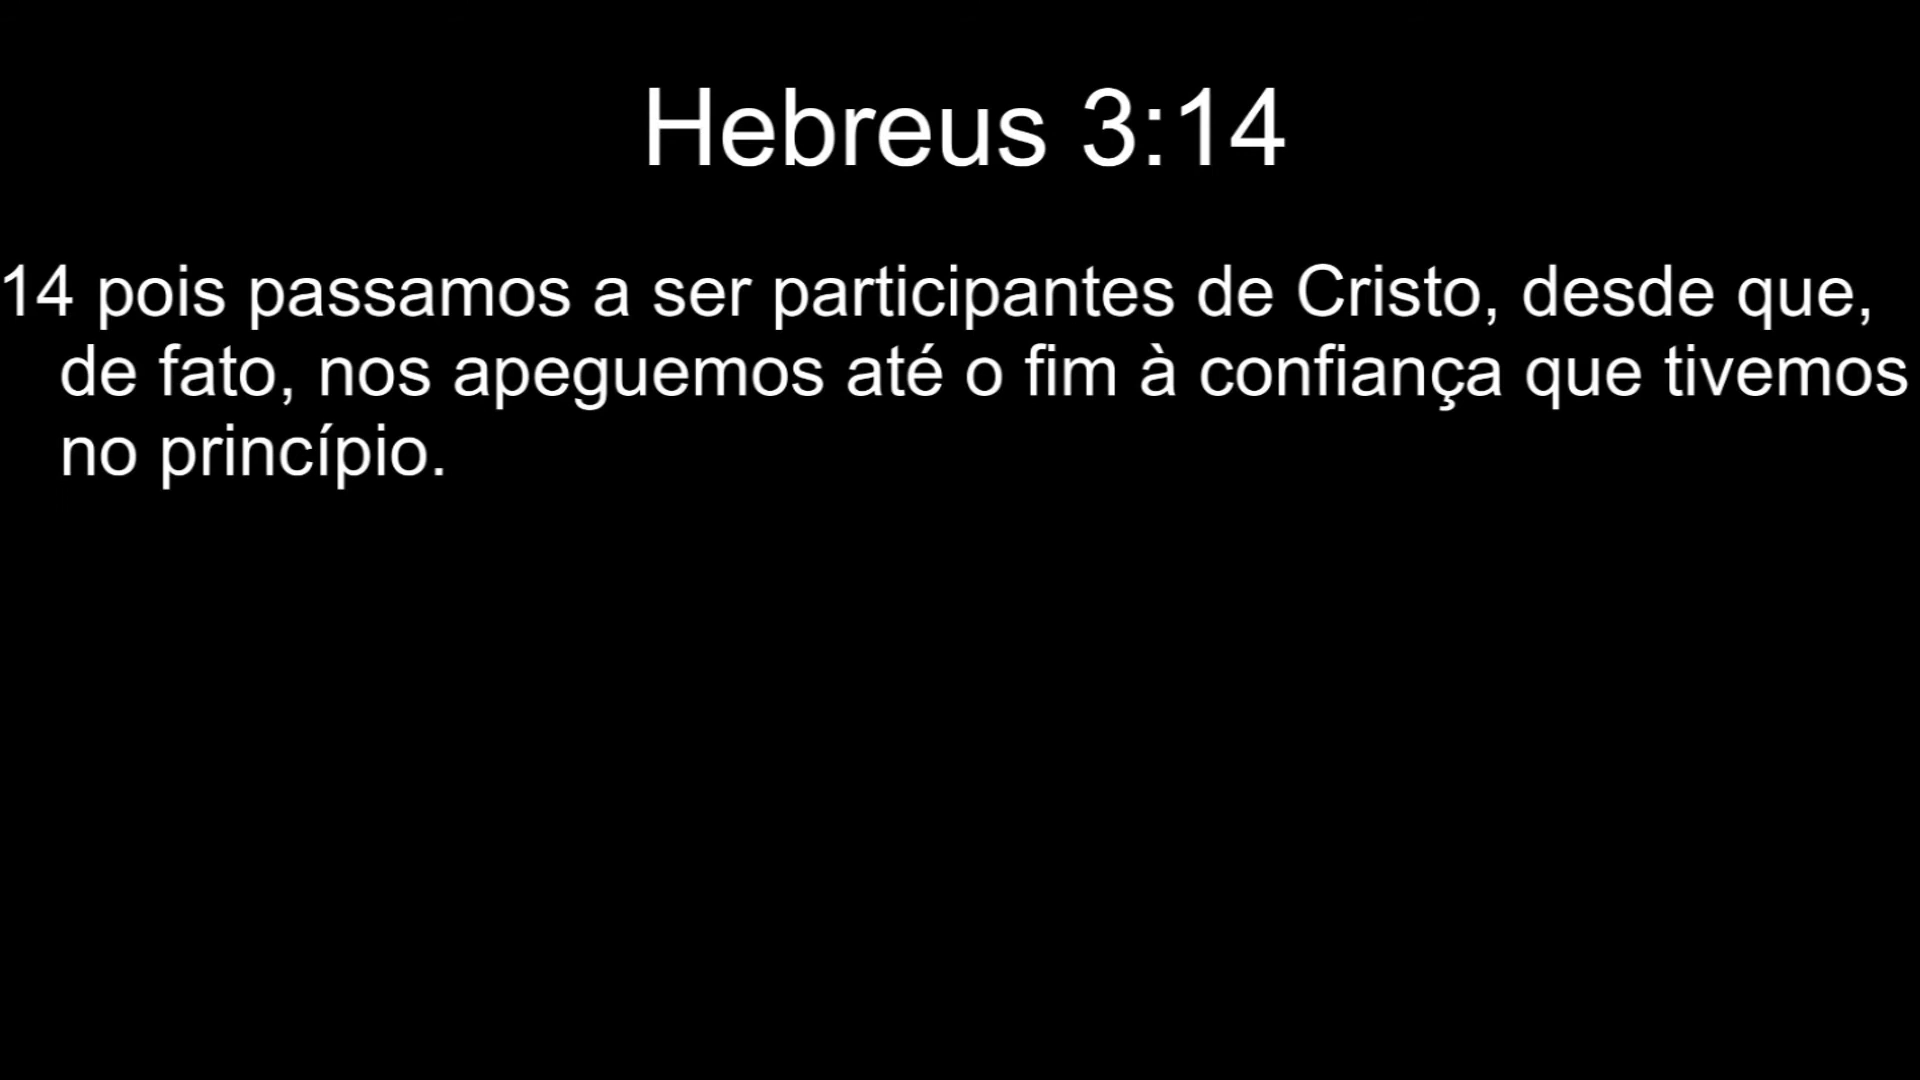 Hebreus 3:14
14 pois passamos a ser participantes de Cristo, desde que,
de fato, nos apeguemos até o fim à confiança que tivemos
no princípio.